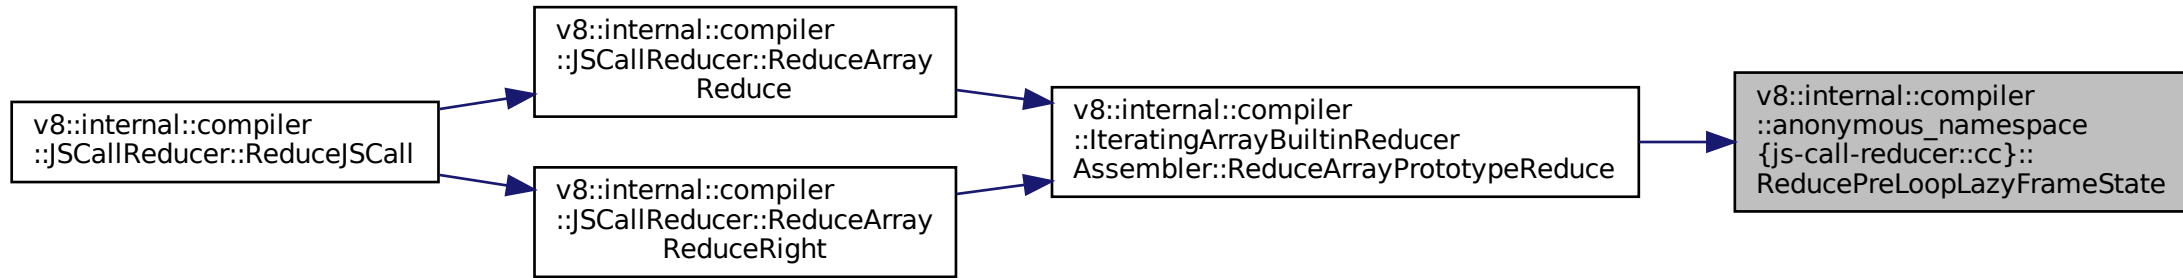 v8::internal::compiler
::JSCallReducer::ReduceJSCall
v8::internal::compiler
::JSCallReducer::ReduceArray
Reduce
v8::internal::compiler
::JSCallReducer::ReduceArray
ReduceRight
v8::internal::compiler
::IteratingArrayBuiltinReducer
Assembler::ReduceArrayPrototypeReduce
v8::internal::compiler
::anonymous_namespace
{js-call-reducer::cc}::
ReducePreLoopLazyFrameState